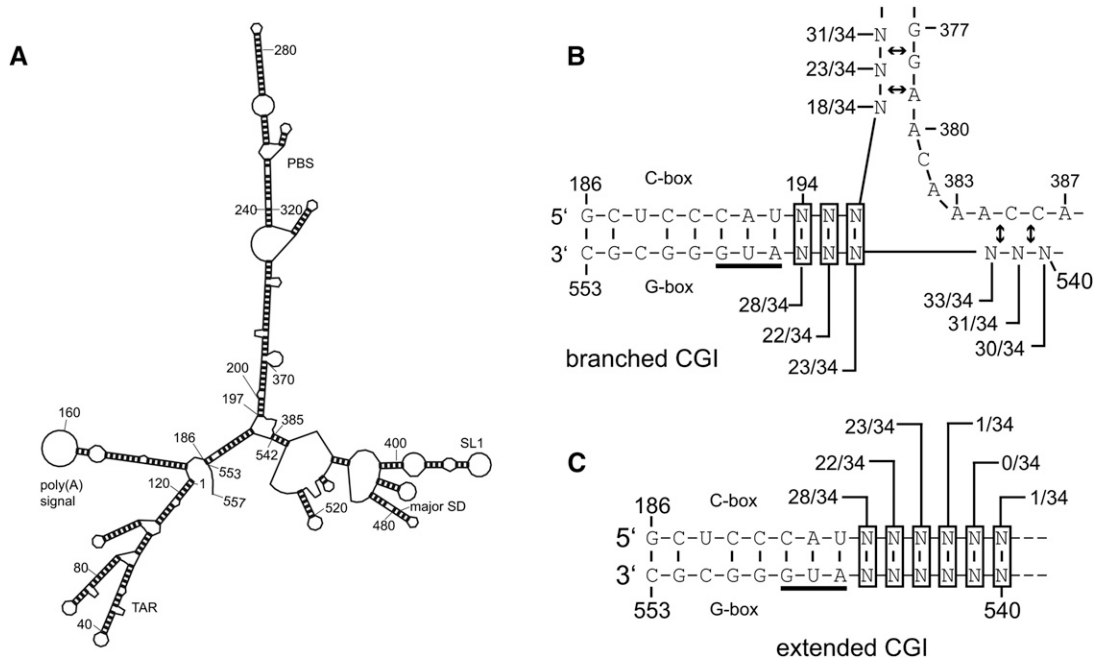 A
280
PBS
240
320
200
370
197
385
542
186
553
1
557
160
poly(A)
signal
120
80
TAR
40
400
SL1
520
major SD
480
B
31/34
N
G
377
23/34
N
G
18/34
N
A
A
380
C
A
186
C-box
194
383
387
5‘ G-C-U-C-C-C-A-U-N-N-N
A-A-C-C-A-
3‘ C-G-C-G-G-G-U-A-N-N-N
N-N-N-
553
G-box
540
28/34
22/34
23/34
33/34
31/34
30/34
branched CGI
C
23/34
1/34
22/34
0/34
28/34
1/34
186
C-box
5‘ G-C-U-C-C-C-A-U-N-N-N-N-N-N---
3‘ C-G-C-G-G-G-U-A-N-N-N-N-N-N---
553
G-box
540
extended CGI